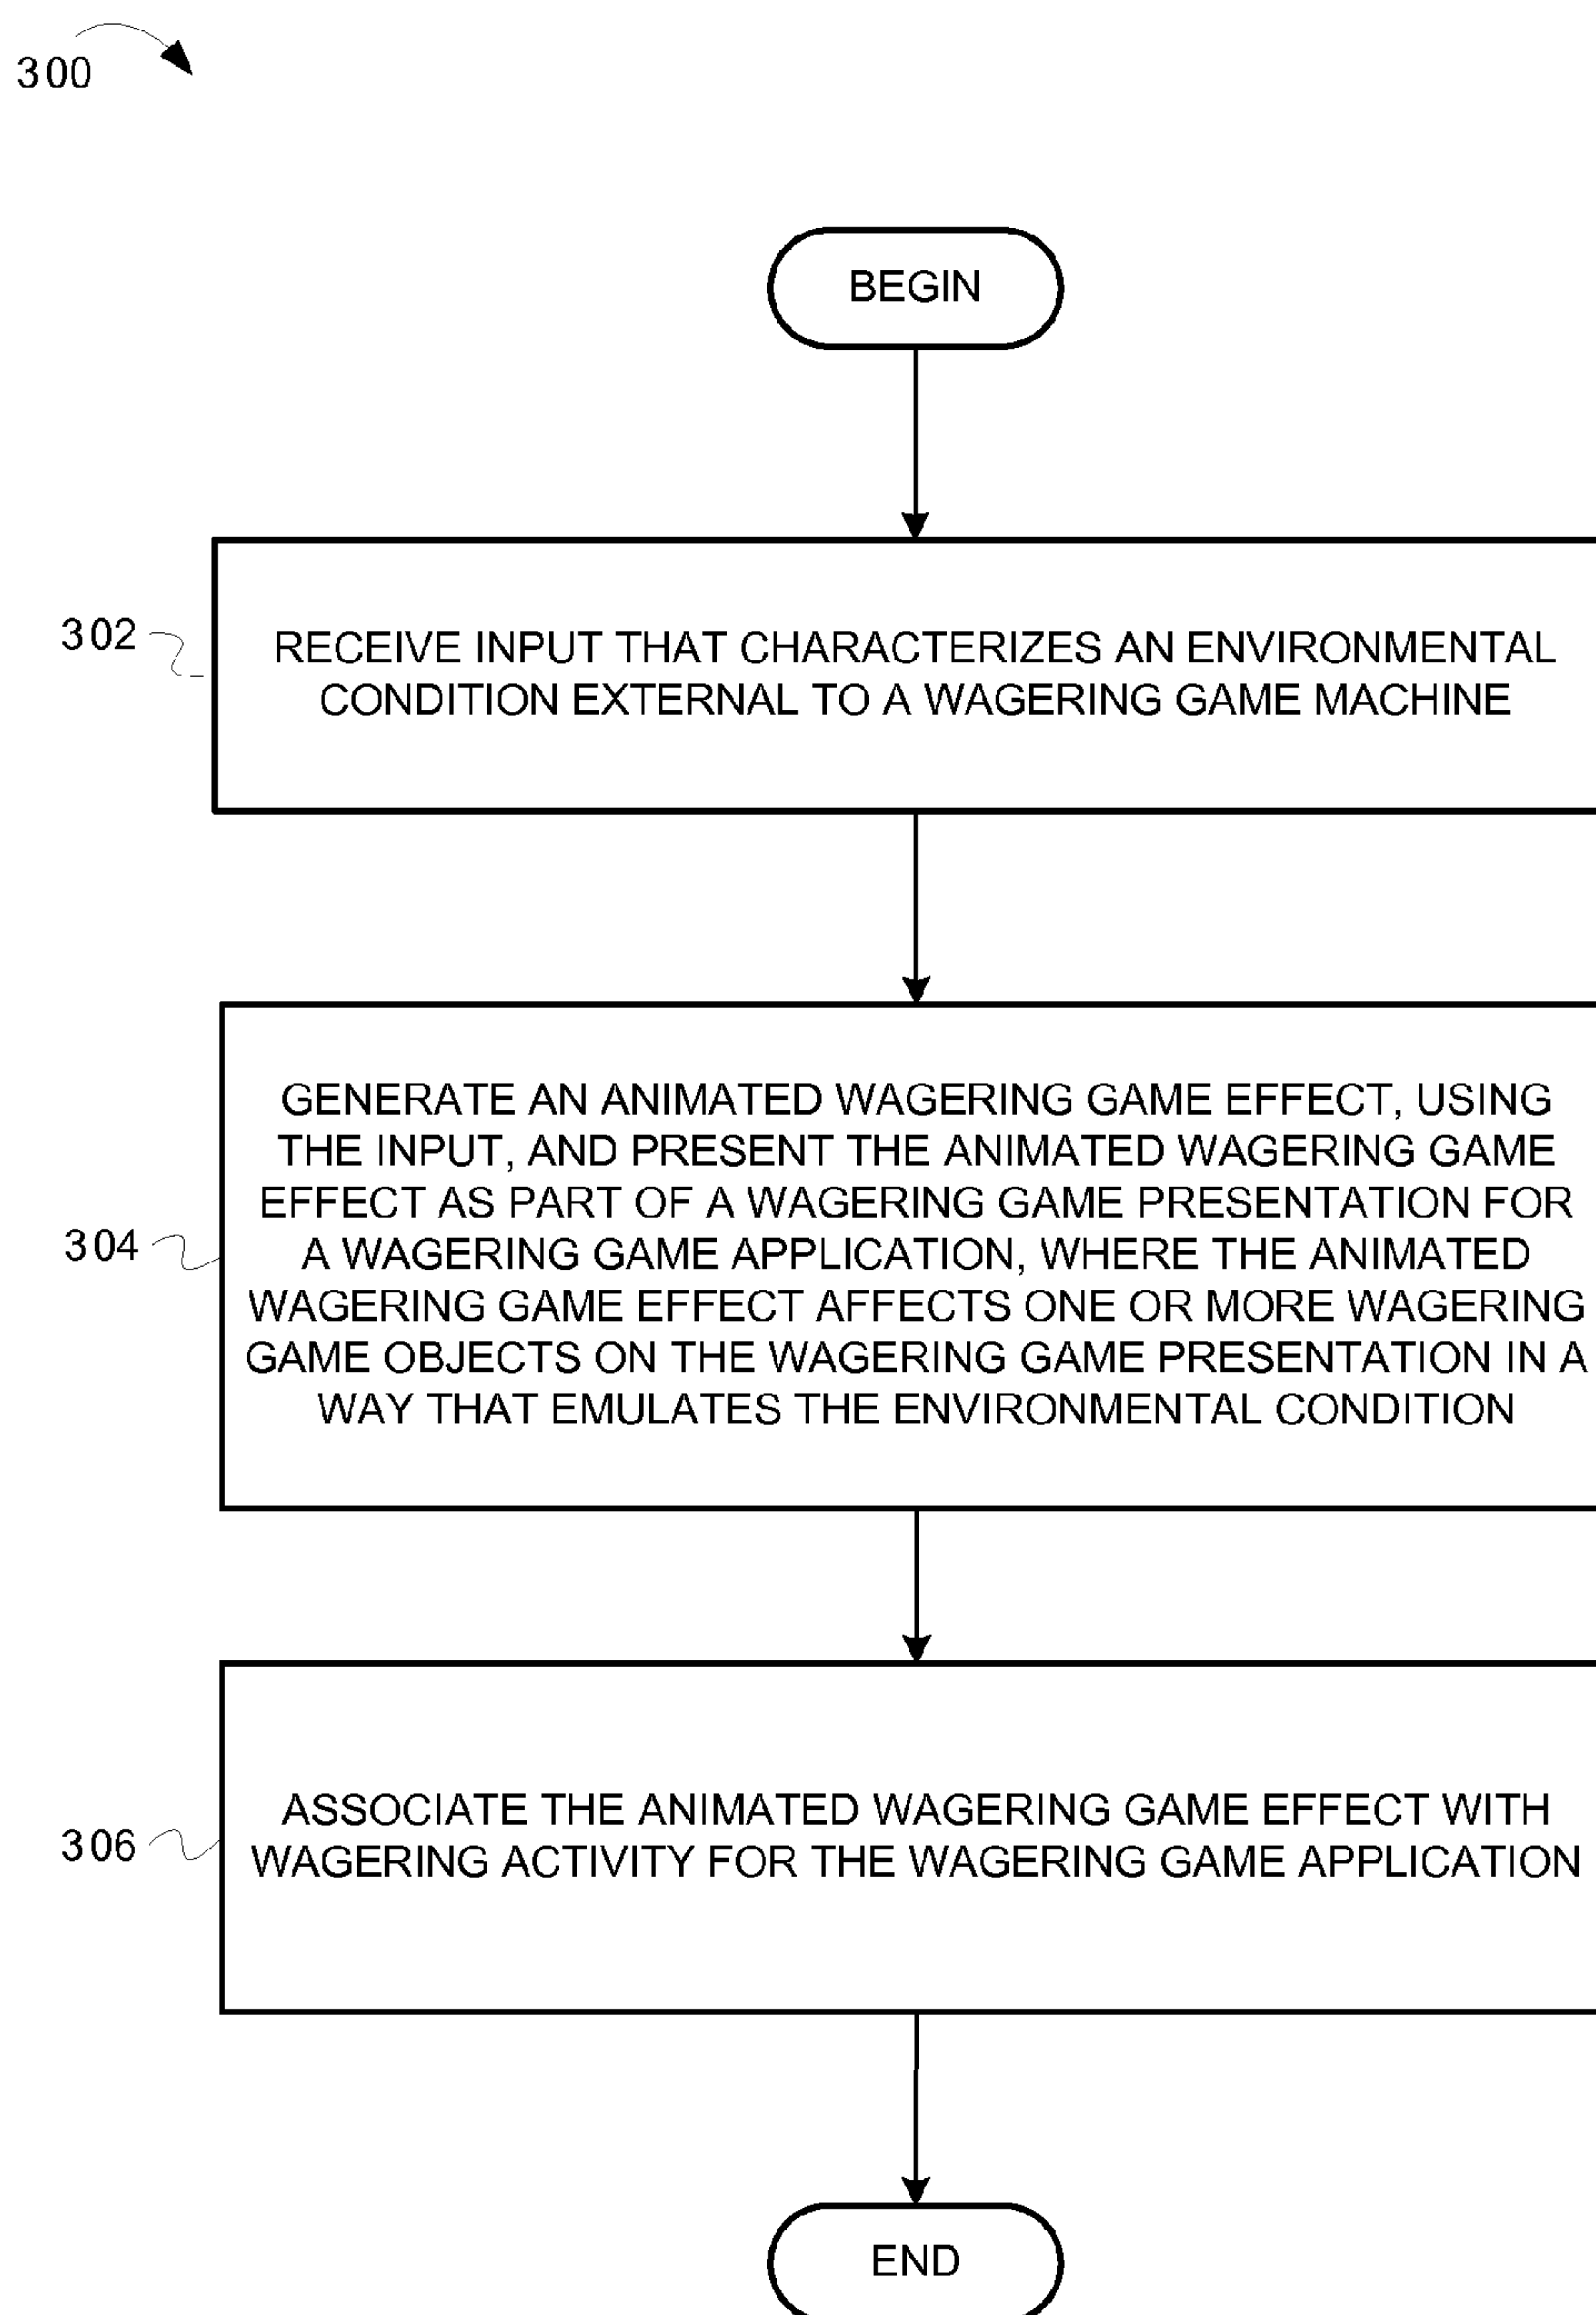 300
BEGIN
302
RECEIVE INPUT THAT CHARACTERIZES AN ENVIRONMENTAL
CONDITION EXTERNAL TO A WAGERING GAME MACHINE
304
GENERATE AN ANIMATED WAGERING GAME EFFECT, USING
THE INPUT, AND PRESENT THE ANIMATED WAGERING GAME
EFFECT AS PART OF A WAGERING GAME PRESENTATION FOR
A WAGERING GAME APPLICATION, WHERE THE ANIMATED
WAGERING GAME EFFECT AFFECTS ONE OR MORE WAGERING
GAME OBJECTS ON THE WAGERING GAME PRESENTATION IN A
WAY THAT EMULATES THE ENVIRONMENTAL CONDITION
306
ASSOCIATE THE ANIMATED WAGERING GAME EFFECT WITH
WAGERING ACTIVITY FOR THE WAGERING GAME APPLICATION
END